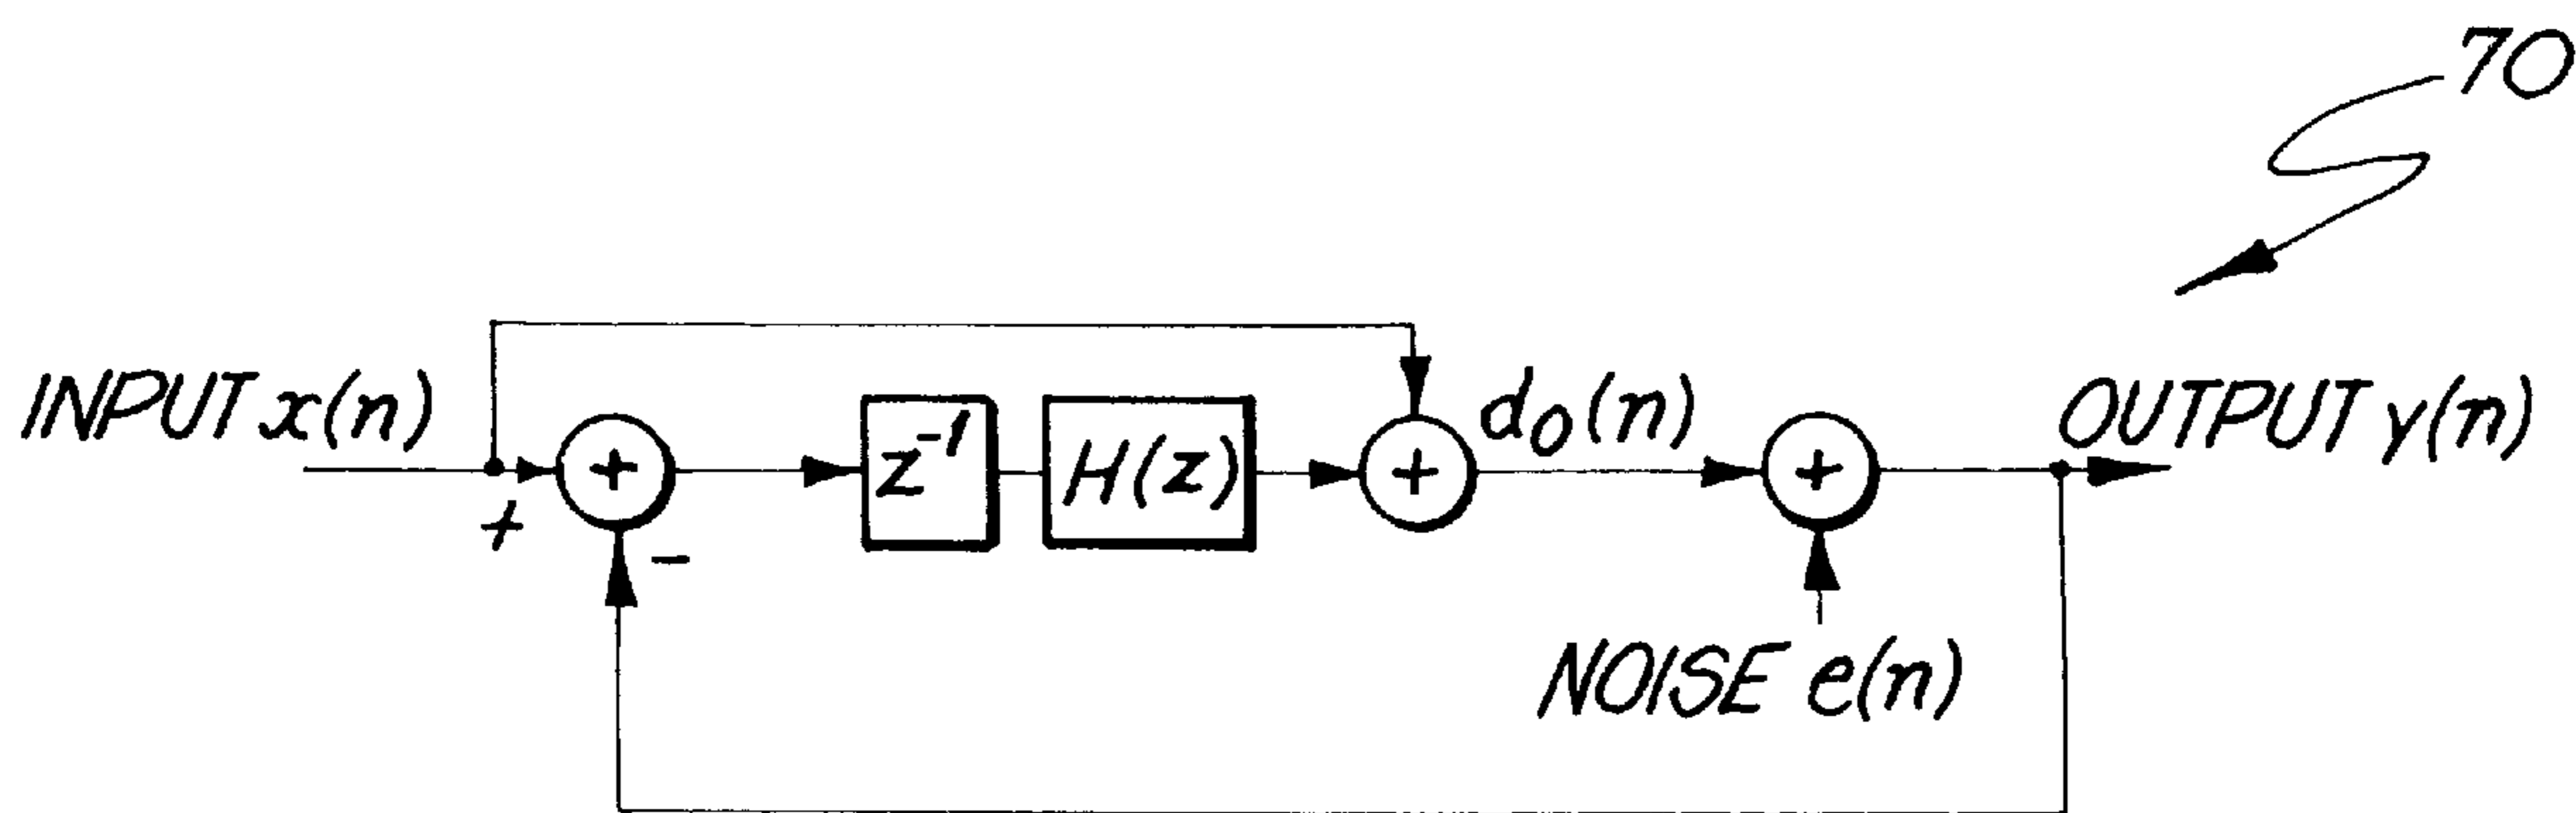 70
INPUT x(n)
+
+
-
z⁻¹
H(z)
+
d₀(n)
+
OUTPUT y(n)
NOISE e(n)